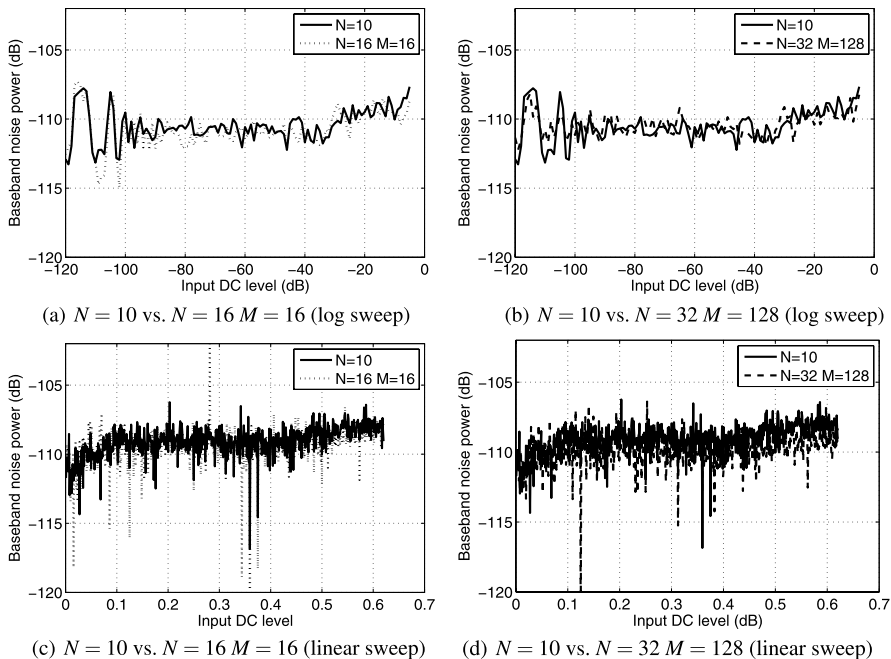 N=10
N=16 M=16
Baseband noise power (dB)
−105
−110
−115
−120
−120 −100 −80 −60 −40 −20 0
Input DC level (dB)
(a) N = 10 vs. N = 16 M = 16 (log sweep)
N=10
N=32 M=128
Baseband noise power (dB)
−105
−110
−115
−120
−120 −100 −80 −60 −40 −20 0
Input DC level (dB)
(b) N = 10 vs. N = 32 M = 128 (log sweep)
N=10
N=16 M=16
Baseband noise power (dB)
−105
−110
−115
−120
0 0.1 0.2 0.3 0.4 0.5 0.6 0.7
Input DC level
(c) N = 10 vs. N = 16 M = 16 (linear sweep)
N=10
N=32 M=128
Baseband noise power (dB)
−105
−110
−115
−120
0 0.1 0.2 0.3 0.4 0.5 0.6 0.7
Input DC level (dB)
(d) N = 10 vs. N = 32 M = 128 (linear sweep)